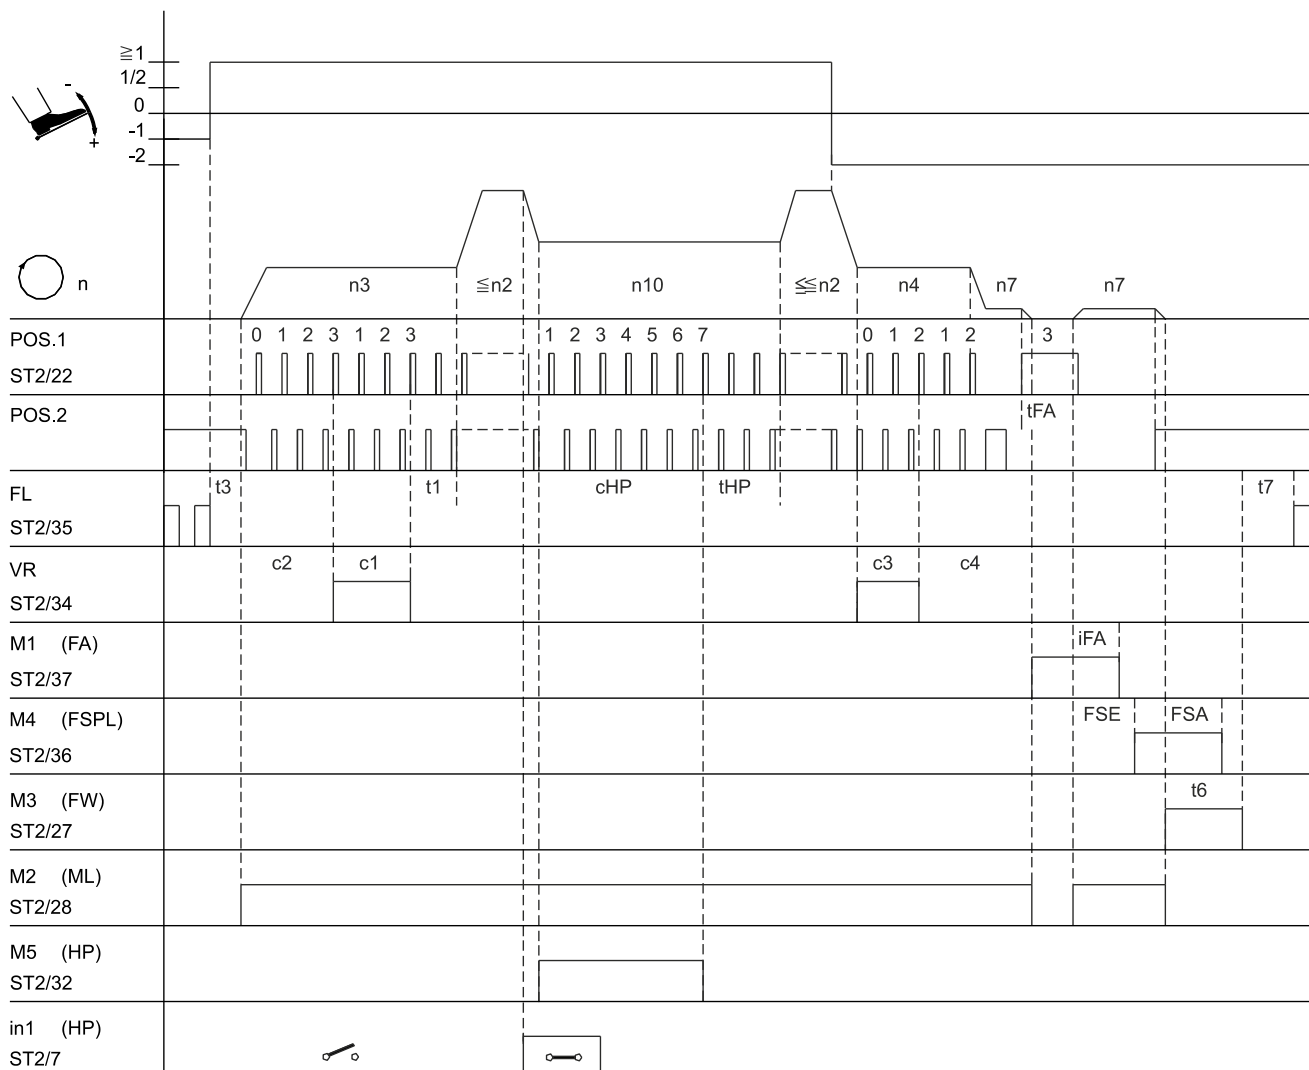 ≧1
1/2
0
-1
-2
-
+
n
n3
≦n2
n10
≦≦n2
n4
n7
n7
POS.1
0 1 2 3 1 2 3
1 2 3 4 5 6 7
0 1 2 1 2
3
ST2/22
POS.2
tFA
FL
t3
t1
cHP
tHP
t7
ST2/35
VR
c2
c1
c3
c4
ST2/34
M1 (FA)
iFA
ST2/37
M4 (FSPL)
FSE
FSA
ST2/36
M3 (FW)
t6
ST2/27
M2 (ML)
ST2/28
M5 (HP)
ST2/32
in1 (HP)
ST2/7